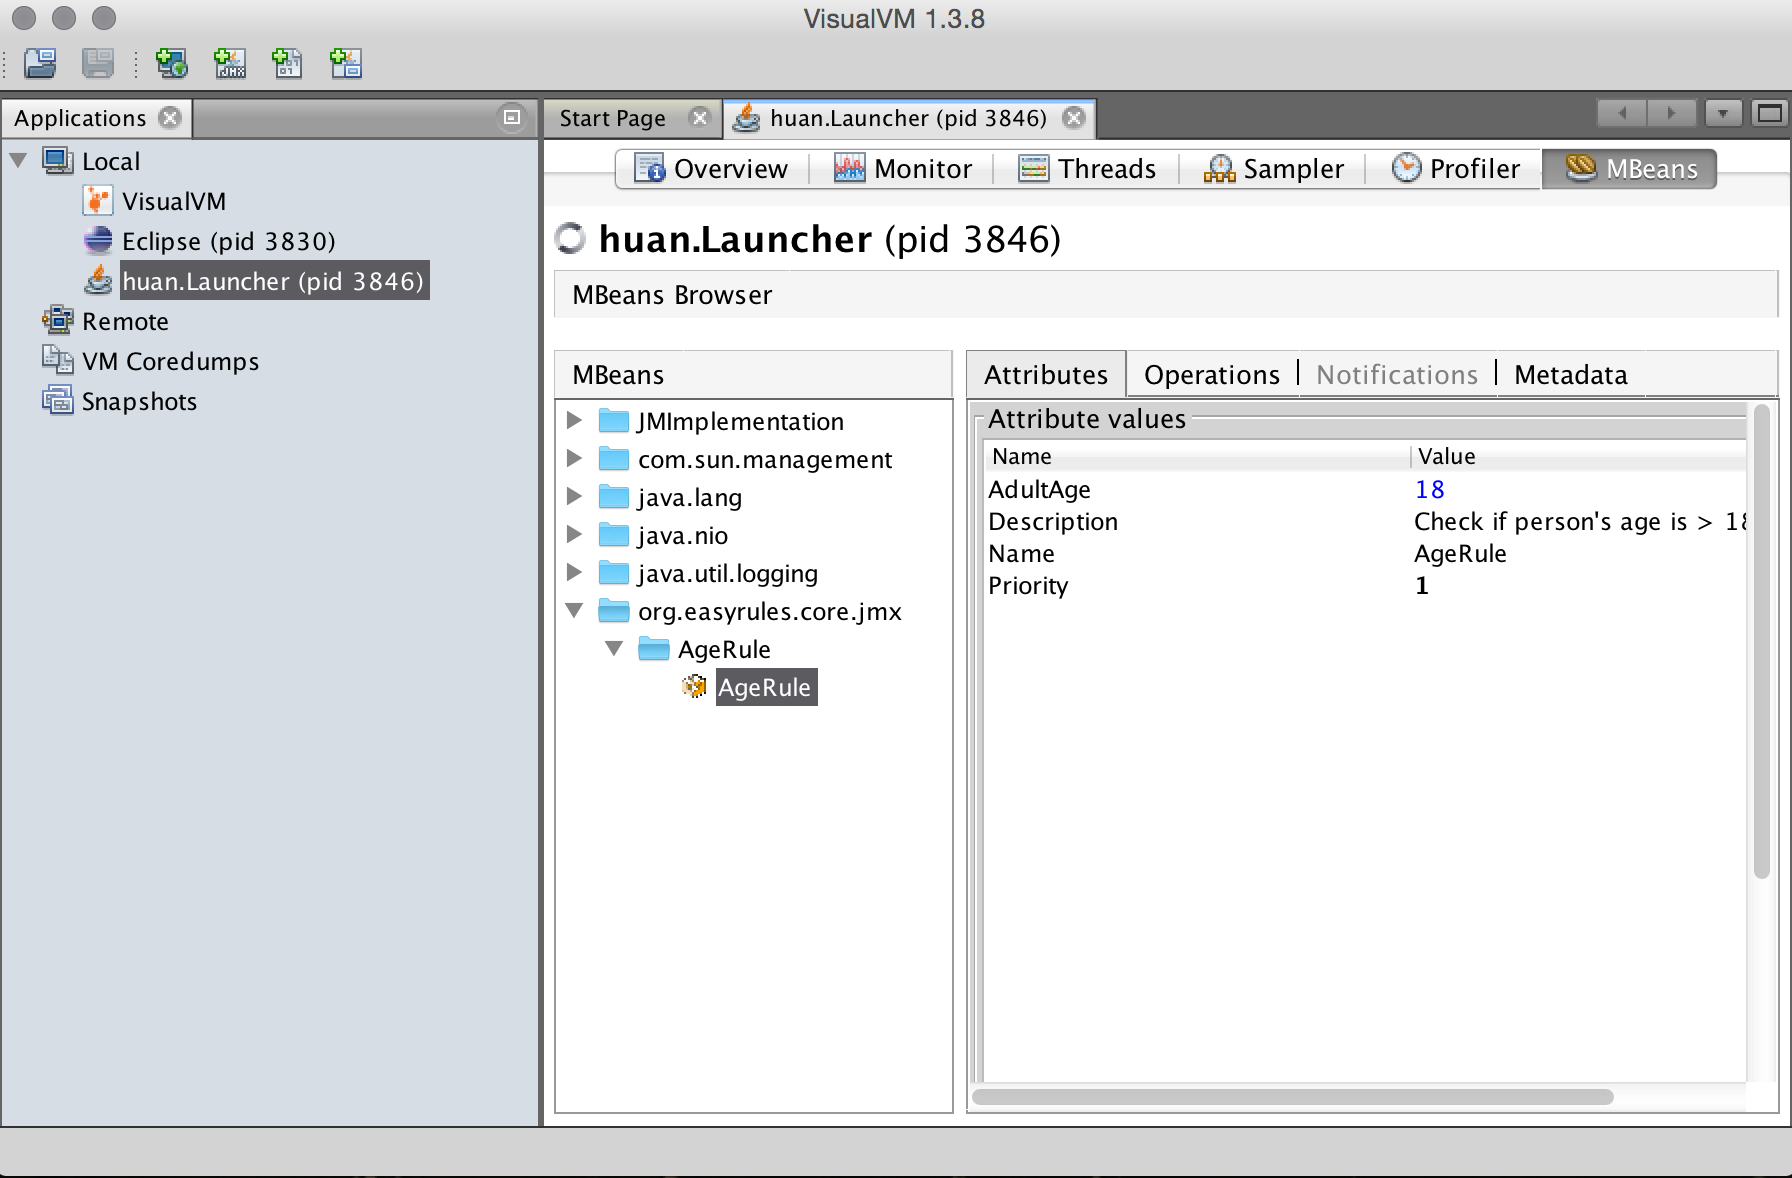 VisualVM 1.3.8
Applications
Start Page
huan.Launcher (pid 3846)
Local
VisualVM
Eclipse (pid 3830)
huan.Launcher (pid 3846)
Remote
VM Coredumps
Snapshots
Overview
Monitor
Threads
Sampler
Profiler
MBeans
huan.Launcher (pid 3846)
MBeans Browser
MBeans
JMImplementation
com.sun.management
java.lang
java.nio
java.util.logging
org.easyrules.core.jmx
AgeRule
AgeRule
Attributes
Operations
Notifications
Metadata
Attribute values
Name Value
AdultAge 18
Description Check if person's age is > 18
Name AgeRule
Priority 1